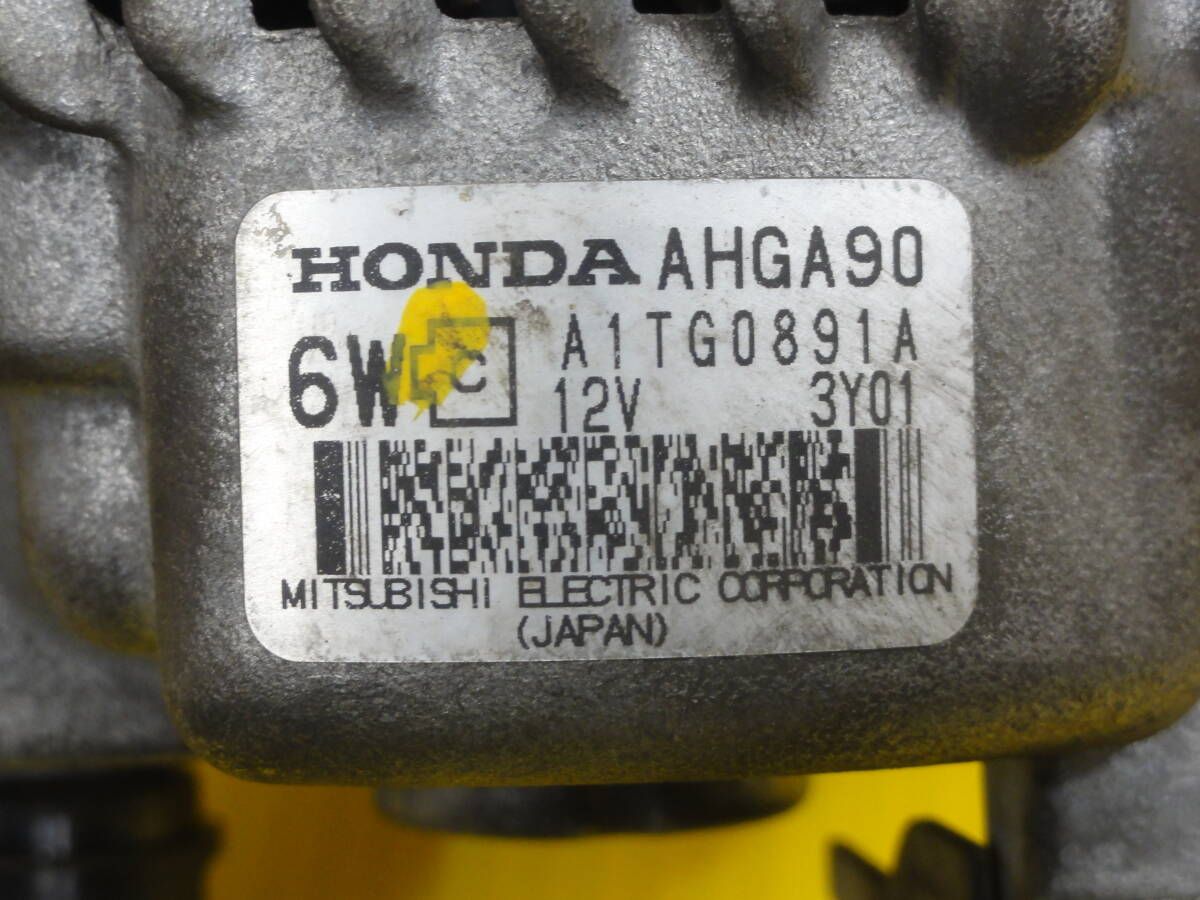 HONDA AHGA90
6W C A1TG0891A
12V 3Y01
MITSUBISHI ELECTRIC CORPORATION
(JAPAN)